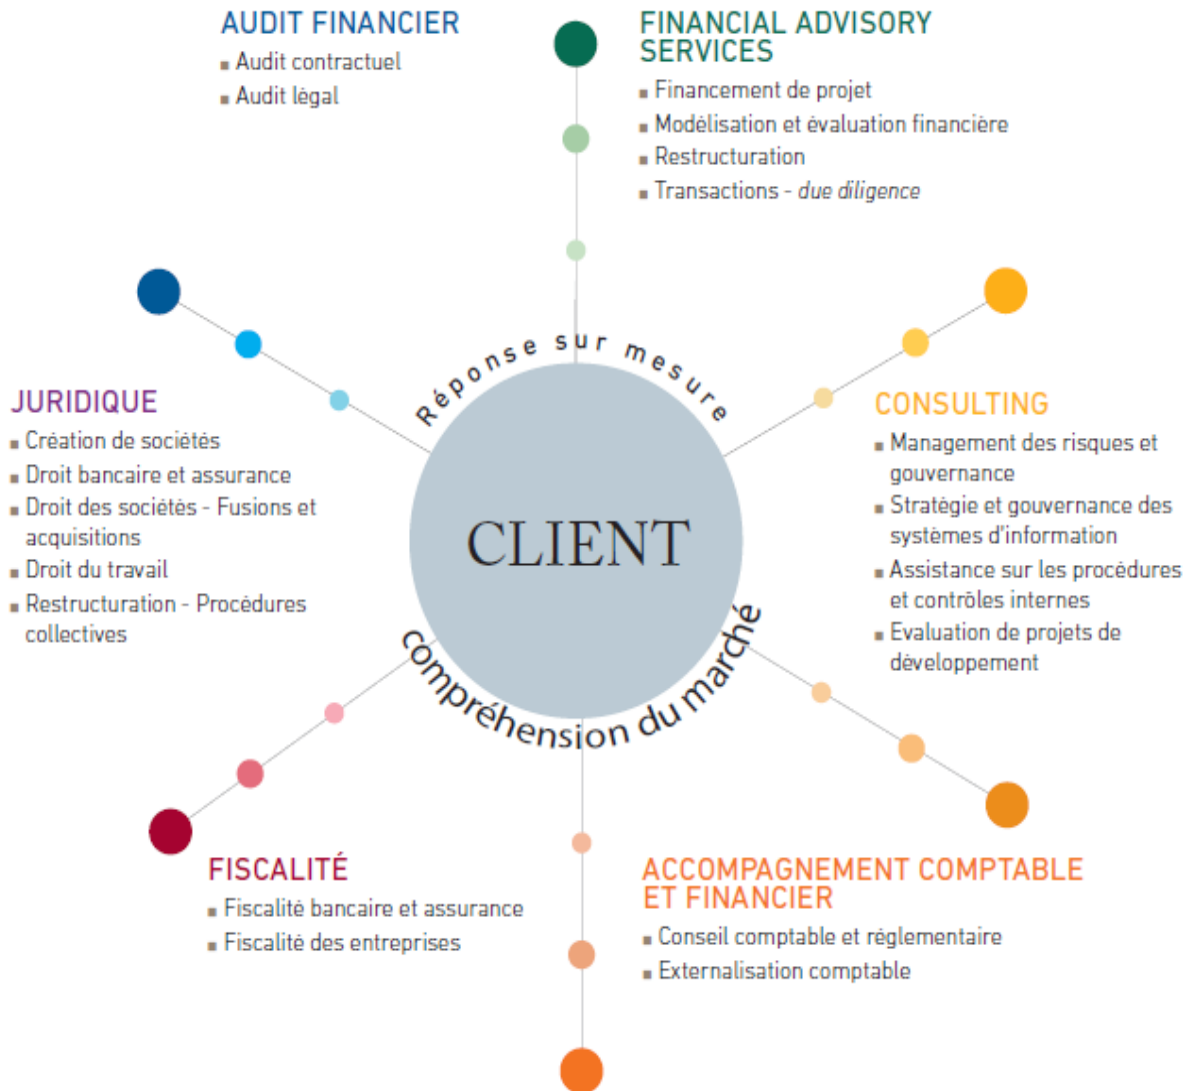 AUDIT FINANCIER
Audit contractuel
Audit légal
FINANCIAL ADVISORY
SERVICES
Financement de projet
Modélisation et évaluation financière
Restructuration
Transactions - due diligence
Réponse sur mesure
JURIDIQUE
Création de sociétés
Droit bancaire et assurance
Droit des sociétés - Fusions et
acquisitions
Droit du travail
Restructuration - Procédures
collectives
CLIENT
CONSULTING
Management des risques et
gouvernance
Stratégie et gouvernance des
systèmes d'information
Assistance sur les procédures
et contrôles internes
Evaluation de projets de
développement
compréhension du marché
FISCALITÉ
Fiscalité bancaire et assurance
Fiscalité des entreprises
ACCOMPAGNEMENT COMPTABLE
ET FINANCIER
Conseil comptable et réglementaire
Externalisation comptable